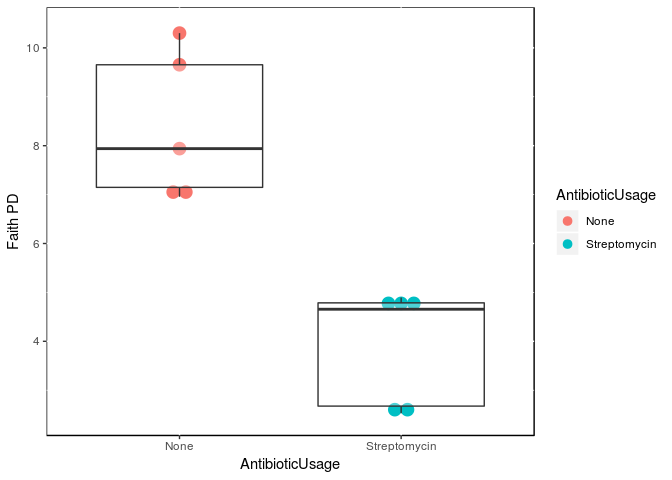 10
8
6
4
Faith PD
None
Streptomycin
AntibioticUsage
AntibioticUsage
None
Streptomycin